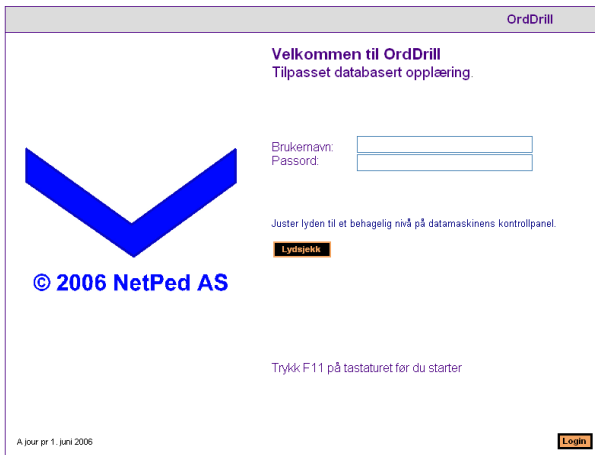 OrdDrill
Velkommen til OrdDrill
Tilpasset databasert opplæring.
Brukernavn:
Passord:
Juster lyden til et behagelig nivå på datamaskinens kontrollpanel.
Lydsjekk
© 2006 NetPed AS
Trykk F11 på tastaturet før du starter
A jour pr 1. juni 2006
Login